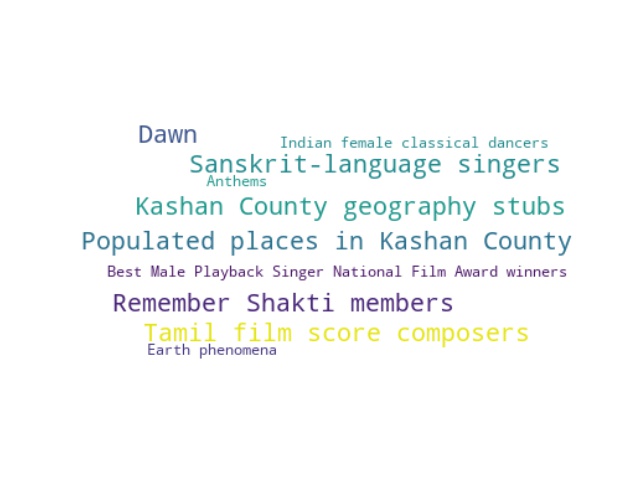 Dawn
Indian female classical dancers
Sanskrit-language singers
Anthems
Kashan County geography stubs
Populated places in Kashan County
Best Male Playback Singer National Film Award winners
Remember Shakti members
Tamil film score composers
Earth phenomena